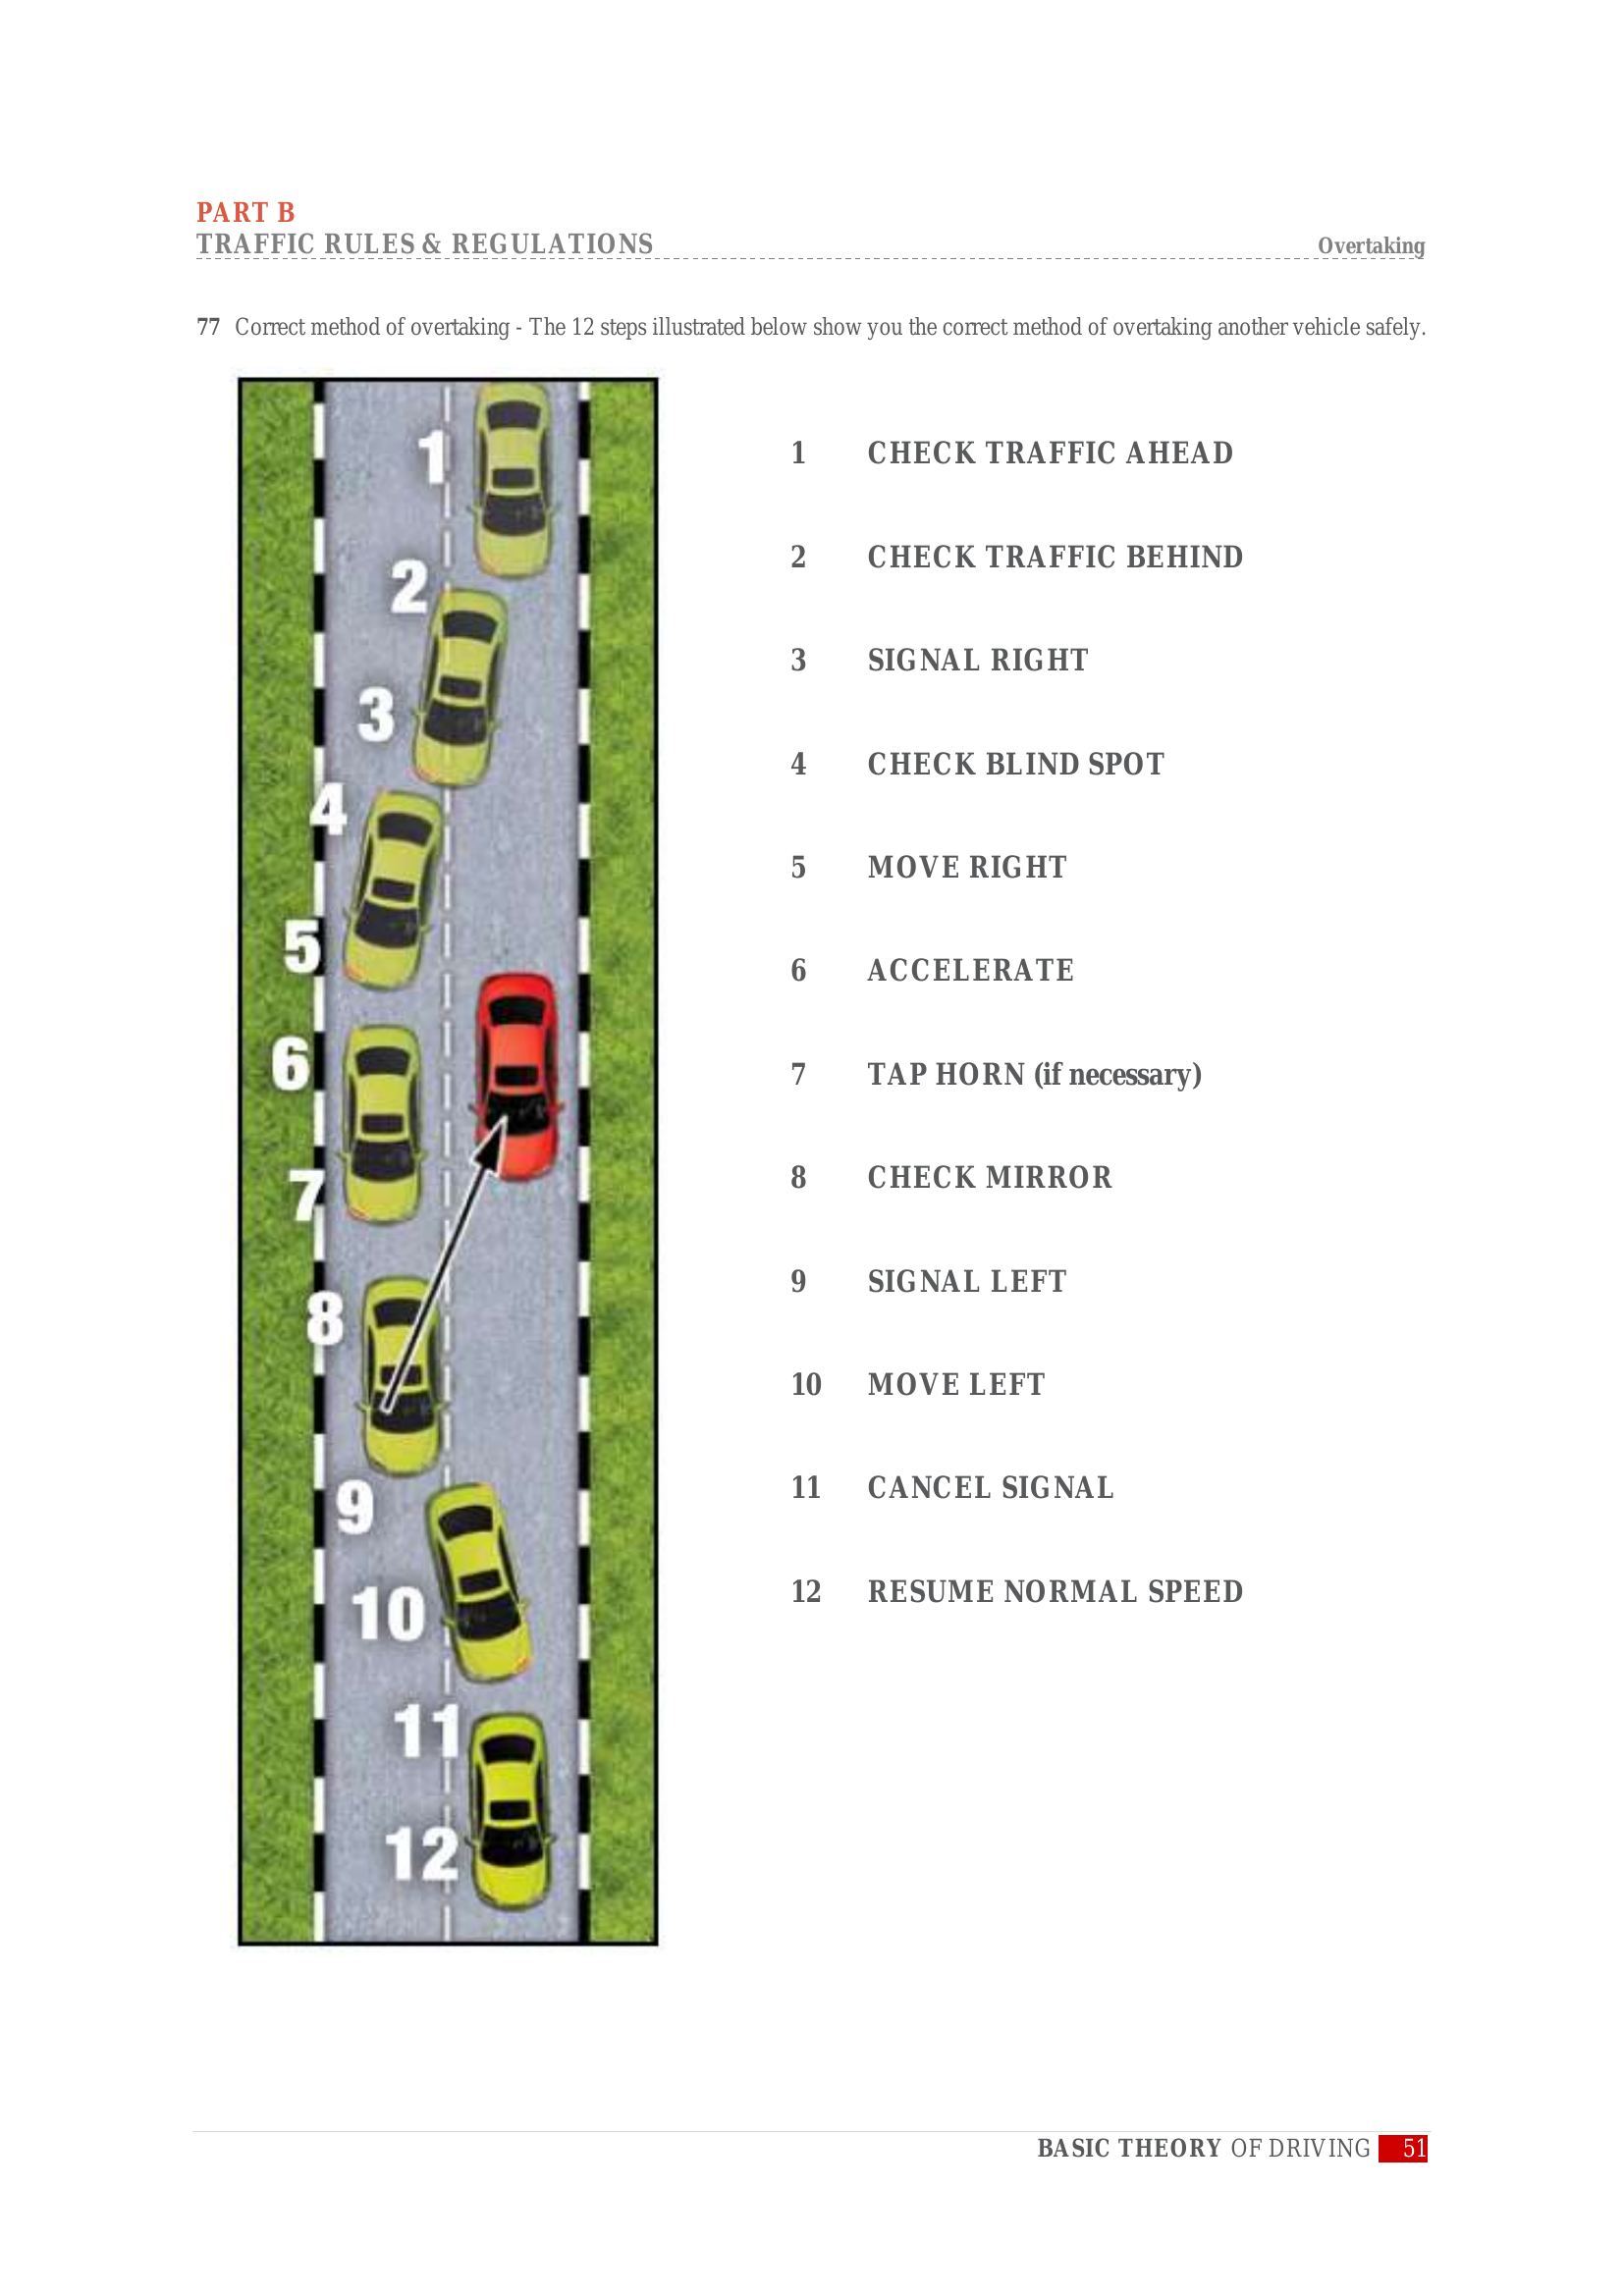 PART B
TRAFFIC RULES & REGULATIONS
Overtaking
77 Correct method of overtaking - The 12 steps illustrated below show you the correct method of overtaking another vehicle safely.
1
2
3
4
5
6
7
8
9
10
11
12
1 CHECK TRAFFIC AHEAD
2 CHECK TRAFFIC BEHIND
3 SIGNAL RIGHT
4 CHECK BLIND SPOT
5 MOVE RIGHT
6 ACCELERATE
7 TAP HORN (if necessary)
8 CHECK MIRROR
9 SIGNAL LEFT
10 MOVE LEFT
11 CANCEL SIGNAL
12 RESUME NORMAL SPEED
BASIC THEORY OF DRIVING 51